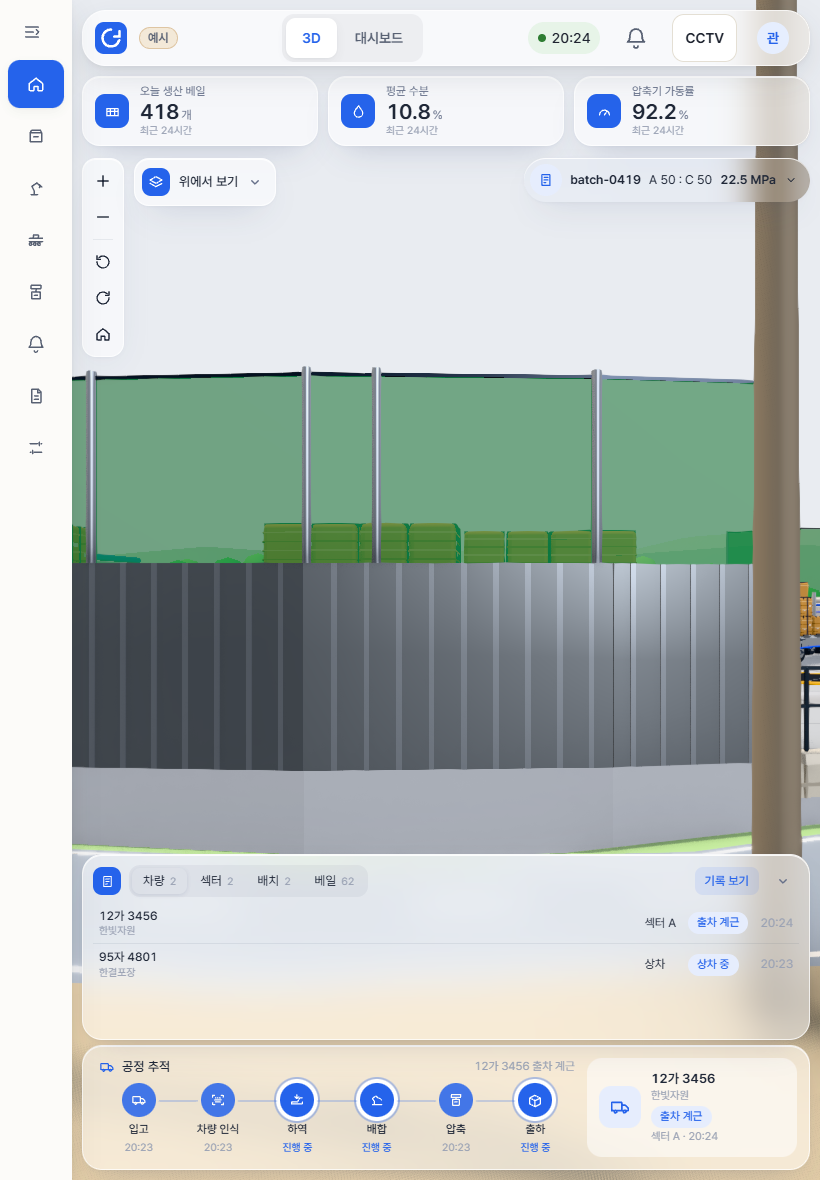 예시
3D
대시보드
20:24
CCTV
관
오늘 생산 베일
418개
최근 24시간
평균 수분
10.8%
최근 24시간
압축기 가동률
92.2%
최근 24시간
위에서 보기
batch-0419 A 50 : C 50 22.5 MPa
차량 2
섹터 2
배치 2
베일 62
기록 보기
12가 3456
한빛자원
섹터 A 출차 계근 20:24
95자 4801
한결포장
상차 상차 중 20:23
공정 추적
12가 3456 출차 계근
입고
20:23
차량 인식
20:23
하역
진행 중
배합
진행 중
압축
20:23
출하
진행 중
12가 3456
한빛자원
출차 계근
섹터 A · 20:24